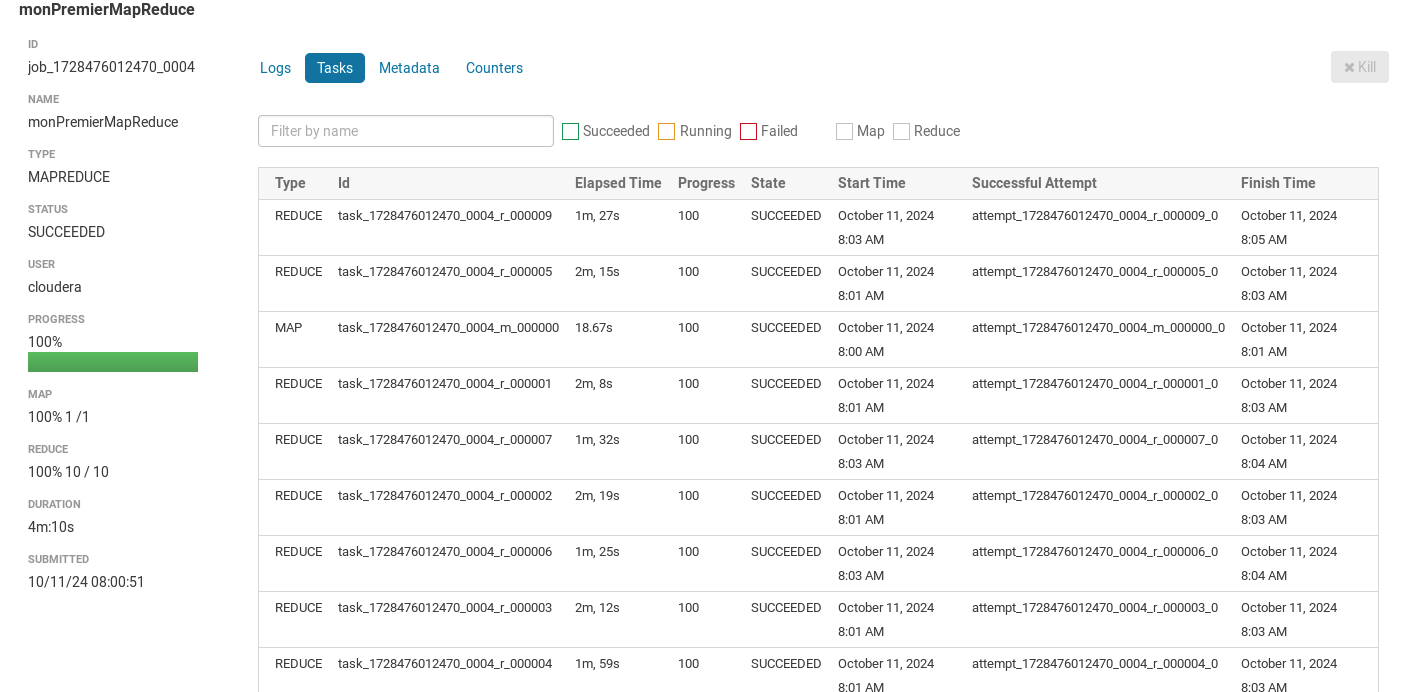 monPremierMapReduce
ID
job_1728476012470_0004
NAME
monPremierMapReduce
TYPE
MAPREDUCE
STATUS
SUCCEEDED
USER
cloudera
PROGRESS
100%
MAP
100% 1 /1
REDUCE
100% 10 / 10
DURATION
4m:10s
SUBMITTED
10/11/24 08:00:51
Logs Tasks Metadata Counters
✖ Kill
Filter by name Succeeded Running Failed Map Reduce
Type Id Elapsed Time Progress State Start Time Successful Attempt Finish Time
REDUCE task_1728476012470_0004_r_000009 1m, 27s 100 SUCCEEDED October 11, 2024 attempt_1728476012470_0004_r_000009_0 October 11, 2024
8:03 AM 8:05 AM
REDUCE task_1728476012470_0004_r_000005 2m, 15s 100 SUCCEEDED October 11, 2024 attempt_1728476012470_0004_r_000005_0 October 11, 2024
8:01 AM 8:03 AM
MAP task_1728476012470_0004_m_000000 18.67s 100 SUCCEEDED October 11, 2024 attempt_1728476012470_0004_m_000000_0 October 11, 2024
8:00 AM 8:01 AM
REDUCE task_1728476012470_0004_r_000001 2m, 8s 100 SUCCEEDED October 11, 2024 attempt_1728476012470_0004_r_000001_0 October 11, 2024
8:01 AM 8:03 AM
REDUCE task_1728476012470_0004_r_000007 1m, 32s 100 SUCCEEDED October 11, 2024 attempt_1728476012470_0004_r_000007_0 October 11, 2024
8:03 AM 8:04 AM
REDUCE task_1728476012470_0004_r_000002 2m, 19s 100 SUCCEEDED October 11, 2024 attempt_1728476012470_0004_r_000002_0 October 11, 2024
8:01 AM 8:03 AM
REDUCE task_1728476012470_0004_r_000006 1m, 25s 100 SUCCEEDED October 11, 2024 attempt_1728476012470_0004_r_000006_0 October 11, 2024
8:03 AM 8:04 AM
REDUCE task_1728476012470_0004_r_000003 2m, 12s 100 SUCCEEDED October 11, 2024 attempt_1728476012470_0004_r_000003_0 October 11, 2024
8:01 AM 8:03 AM
REDUCE task_1728476012470_0004_r_000004 1m, 59s 100 SUCCEEDED October 11, 2024 attempt_1728476012470_0004_r_000004_0 October 11, 2024
8:01 AM 8:03 AM